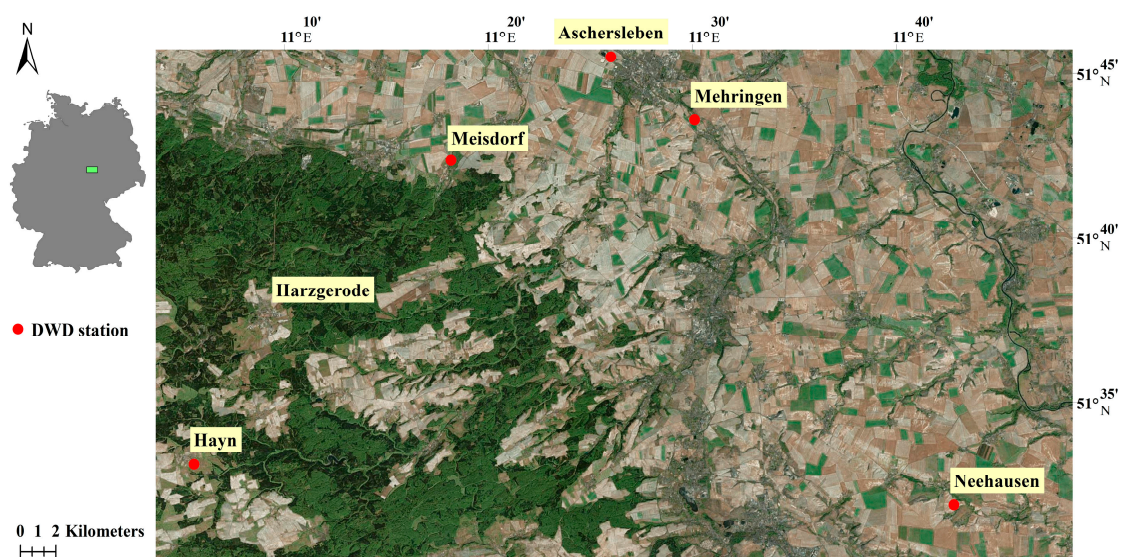 N
10'
11°E
20'
11°E
30'
11°E
40'
11°E
Aschersleben
51°45'
N
Mehringen
Meisdorf
51°40'
N
Harzgerode
DWD station
51°35'
N
Hayn
Neehausen
0 1 2 Kilometers